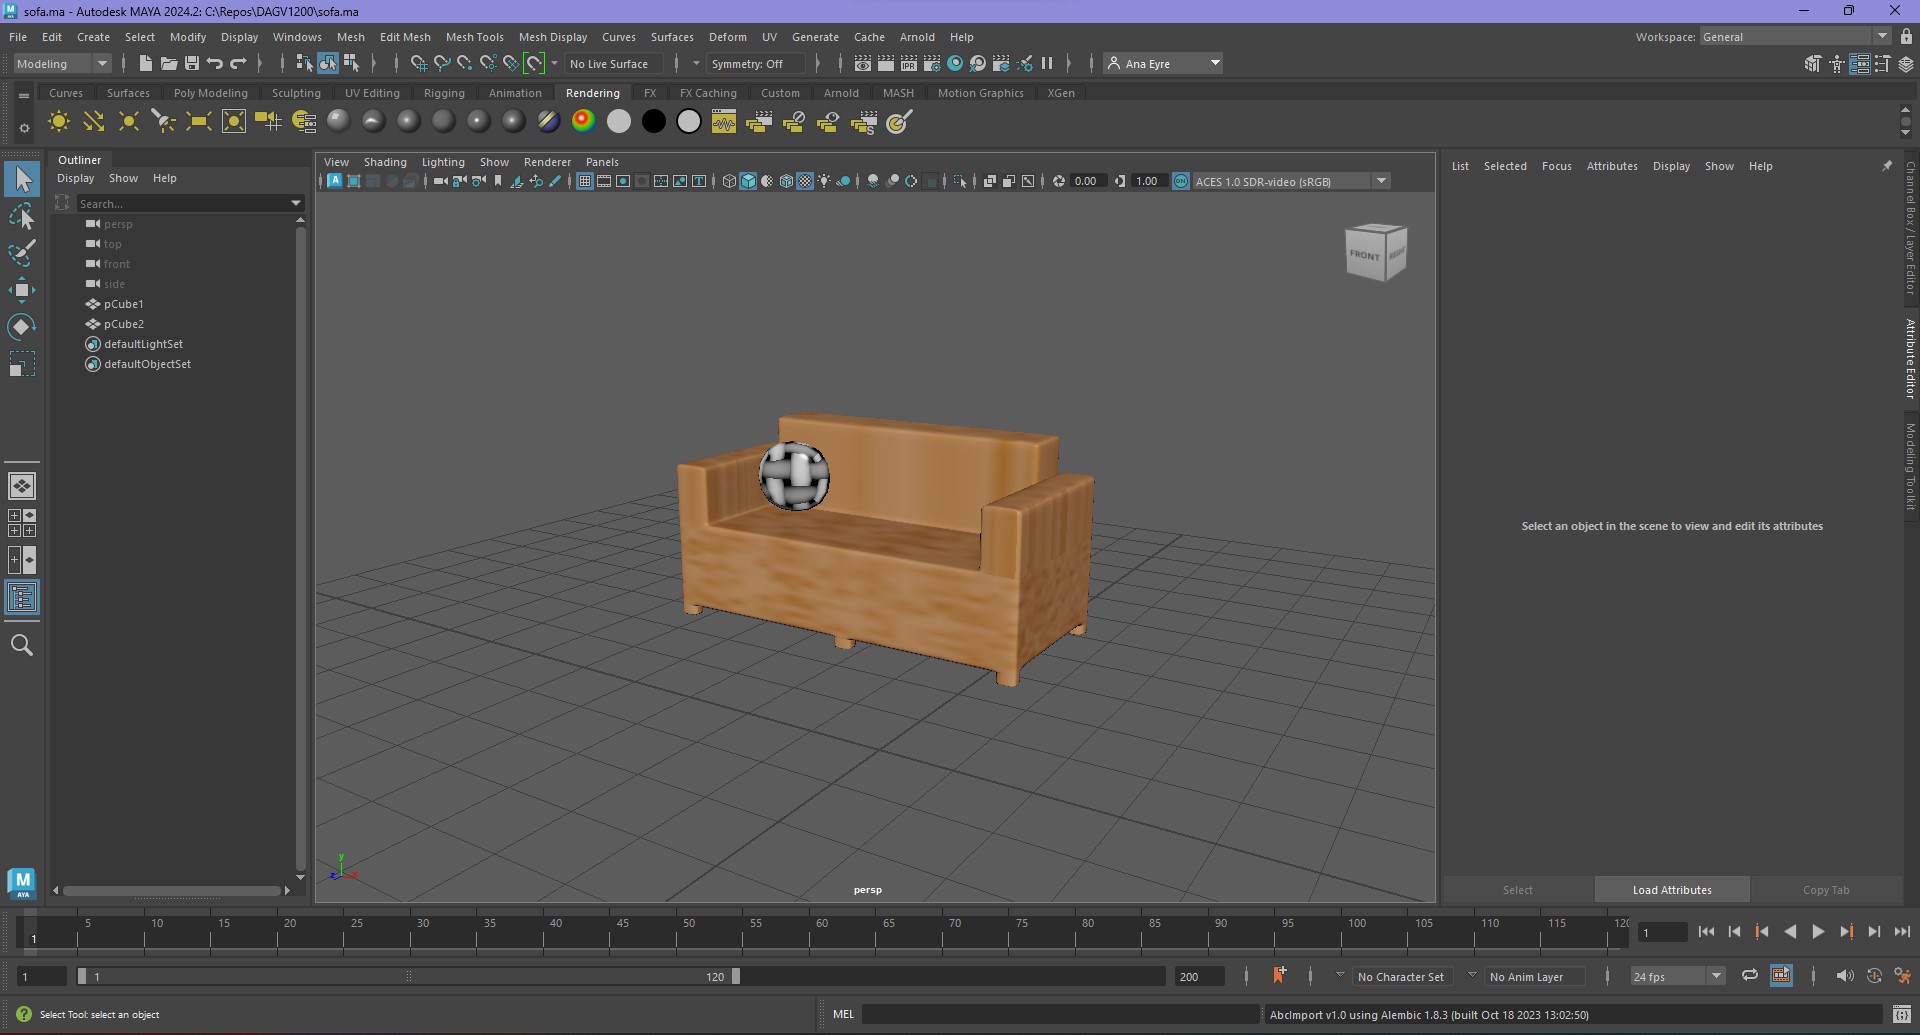 sofa.ma - Autodesk MAYA 2024.2: C:\Repos\DAGV1200\sofa.ma
File Edit Create Select Modify Display Windows Mesh Edit Mesh Mesh Tools Mesh Display Curves Surfaces Deform UV Generate Cache Arnold Help Workspace: General
Modeling No Live Surface Symmetry: Off IPR Ana Eyre
Curves Surfaces Poly Modeling Sculpting UV Editing Rigging Animation Rendering FX FX Caching Custom Arnold MASH Motion Graphics XGen
Outliner
Display Show Help
Search...
persp
top
front
side
pCube1
pCube2
defaultLightSet
defaultObjectSet
View Shading Lighting Show Renderer Panels
0.00 1.00 ON ACES 1.0 SDR-video (sRGB)
FRONT RIGHT
y
z x
persp
List Selected Focus Attributes Display Show Help
Select an object in the scene to view and edit its attributes
Select Load Attributes Copy Tab
Channel Box / Layer Editor
Attribute Editor
Modeling Toolkit
M
AYA
5 10 15 20 25 30 35 40 45 50 55 60 65 70 75 80 85 90 95 100 105 110 115 120
1 1
1 1 120 200 No Character Set No Anim Layer 24 fps
Select Tool: select an object MEL AbcImport v1.0 using Alembic 1.8.3 (built Oct 18 2023 13:02:50)